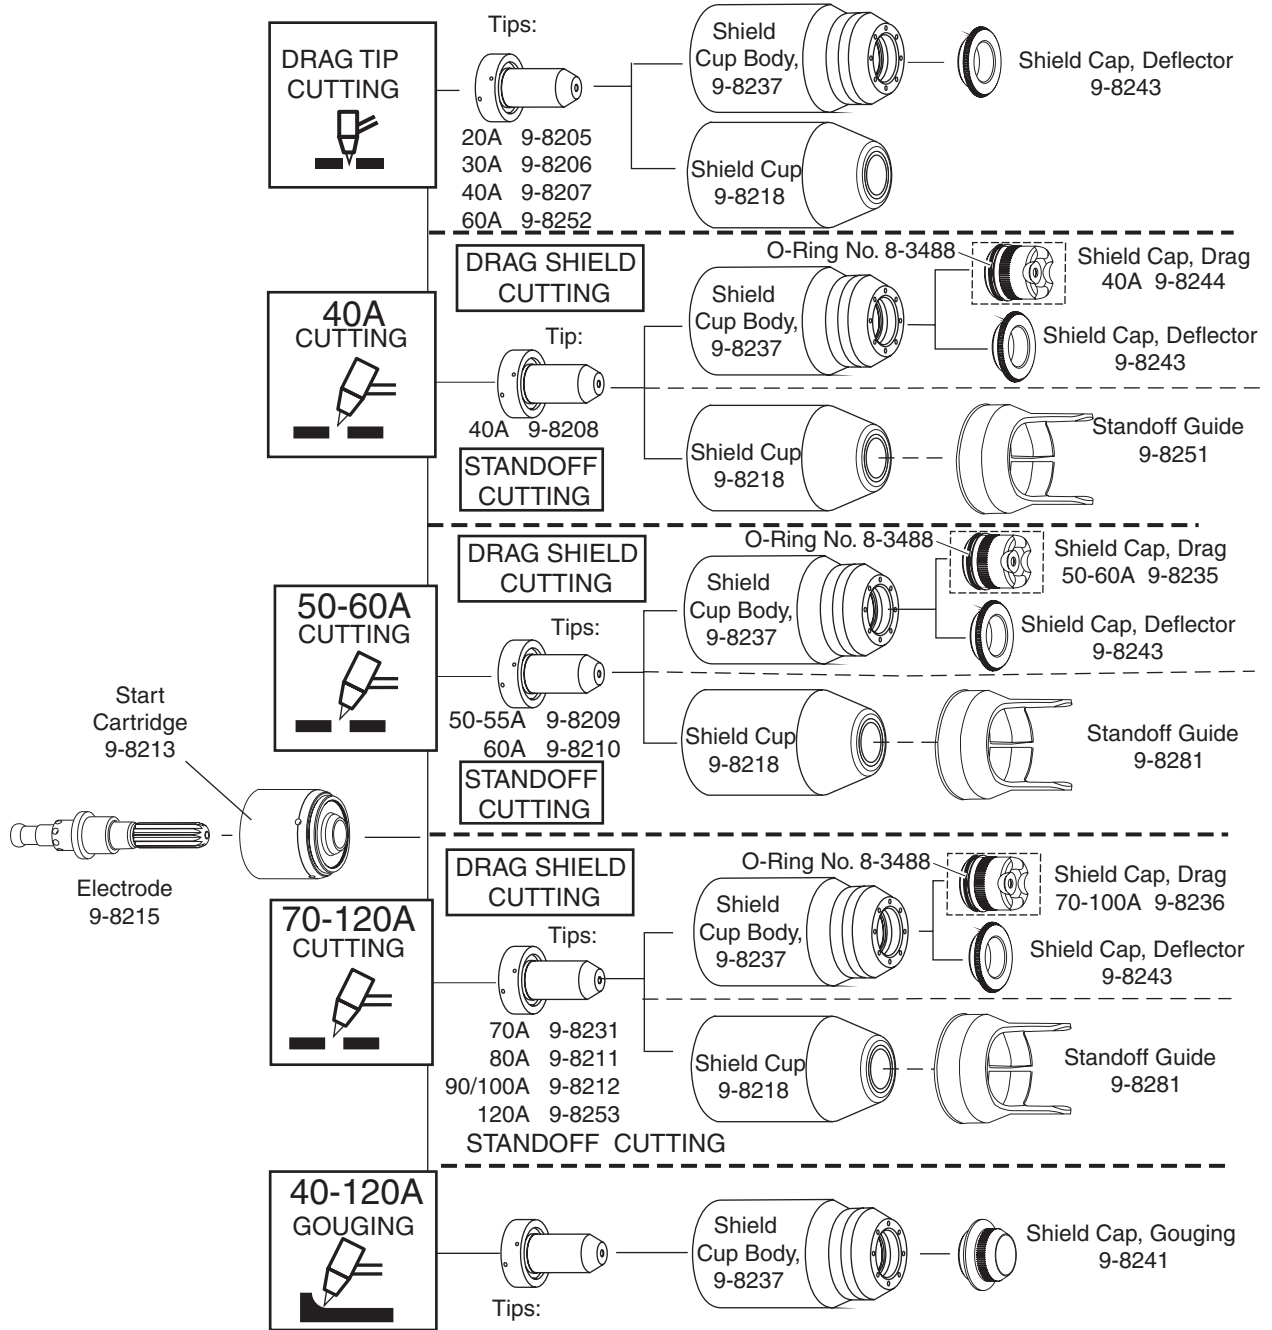 DRAG TIP
CUTTING
Tips:
20A 9-8205
30A 9-8206
40A 9-8207
60A 9-8252
Shield
Cup Body,
9-8237
Shield Cap, Deflector
9-8243
Shield Cup
9-8218
40A
CUTTING
DRAG SHIELD
CUTTING
Tip:
40A 9-8208
STANDOFF
CUTTING
O-Ring No. 8-3488
Shield
Cup Body,
9-8237
Shield Cap, Drag
40A 9-8244
Shield Cap, Deflector
9-8243
Shield Cup
9-8218
Standoff Guide
9-8251
50-60A
CUTTING
DRAG SHIELD
CUTTING
Tips:
50-55A 9-8209
60A 9-8210
STANDOFF
CUTTING
O-Ring No. 8-3488
Shield
Cup Body,
9-8237
Shield Cap, Drag
50-60A 9-8235
Shield Cap, Deflector
9-8243
Shield Cup
9-8218
Standoff Guide
9-8281
Start
Cartridge
9-8213
Electrode
9-8215
70-120A
CUTTING
DRAG SHIELD
CUTTING
Tips:
70A 9-8231
80A 9-8211
90/100A 9-8212
120A 9-8253
STANDOFF CUTTING
O-Ring No. 8-3488
Shield
Cup Body,
9-8237
Shield Cap, Drag
70-100A 9-8236
Shield Cap, Deflector
9-8243
Shield Cup
9-8218
Standoff Guide
9-8281
40-120A
GOUGING
Tips:
Shield
Cup Body,
9-8237
Shield Cap, Gouging
9-8241